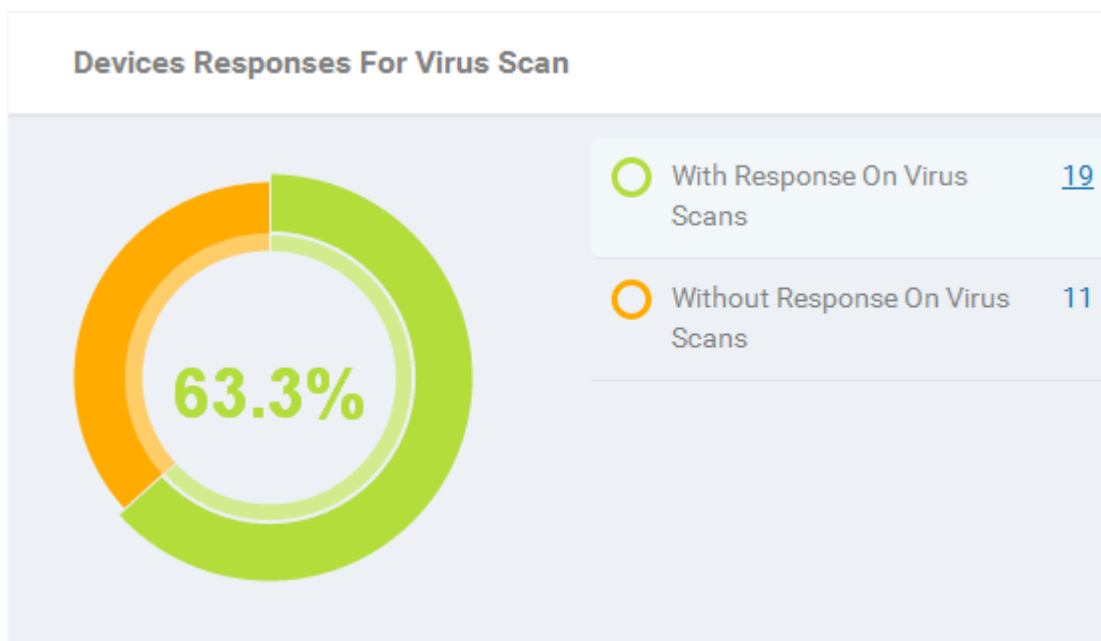 Devices Responses For Virus Scan
With Response On Virus
Scans
19
Without Response On Virus
Scans
11
63.3%